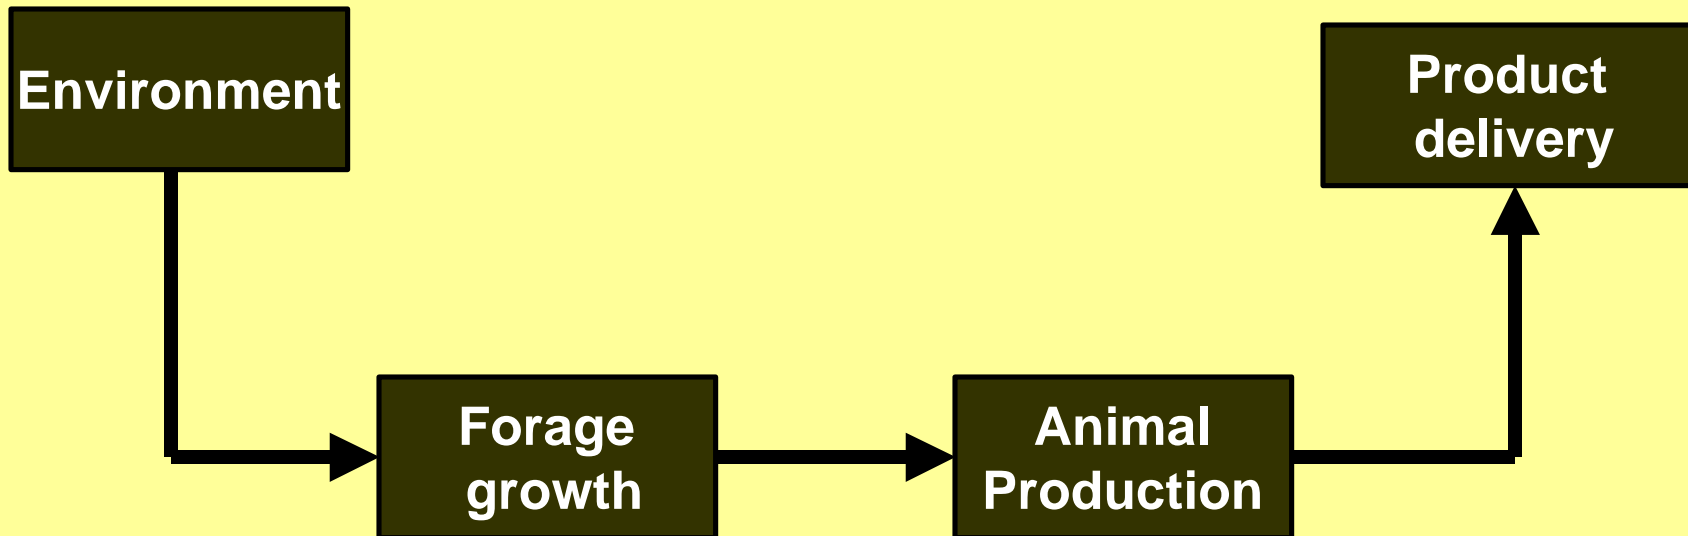 Environment
Product
delivery
Forage
growth
Animal
Production